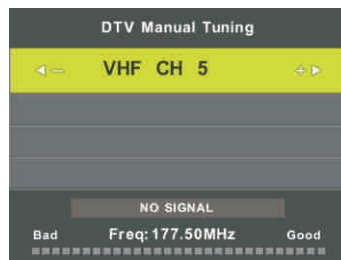 DTV Manual Tuning
VHF CH 5
NO SIGNAL
Bad Freq:177.50MHz Good